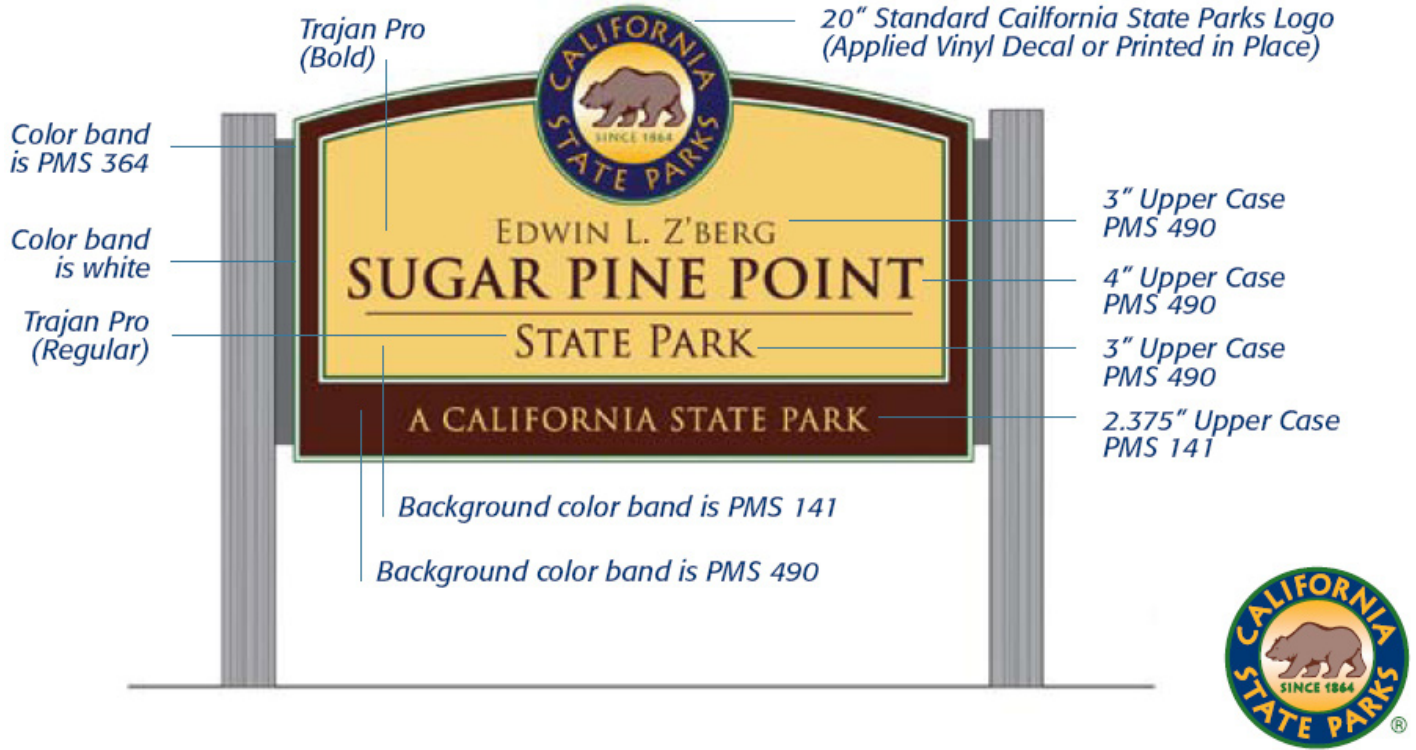 Trajan Pro
(Bold)
20" Standard Cailfornia State Parks Logo
(Applied Vinyl Decal or Printed in Place)
CALIFORNIA
STATE PARKS
SINCE 1864
Color band
is PMS 364
Color band
is white
Trajan Pro
(Regular)
EDWIN L. Z'BERG
SUGAR PINE POINT
STATE PARK
A CALIFORNIA STATE PARK
3" Upper Case
PMS 490
4" Upper Case
PMS 490
3" Upper Case
PMS 490
2.375" Upper Case
PMS 141
Background color band is PMS 141
Background color band is PMS 490
CALIFORNIA
STATE PARKS
SINCE 1864
®